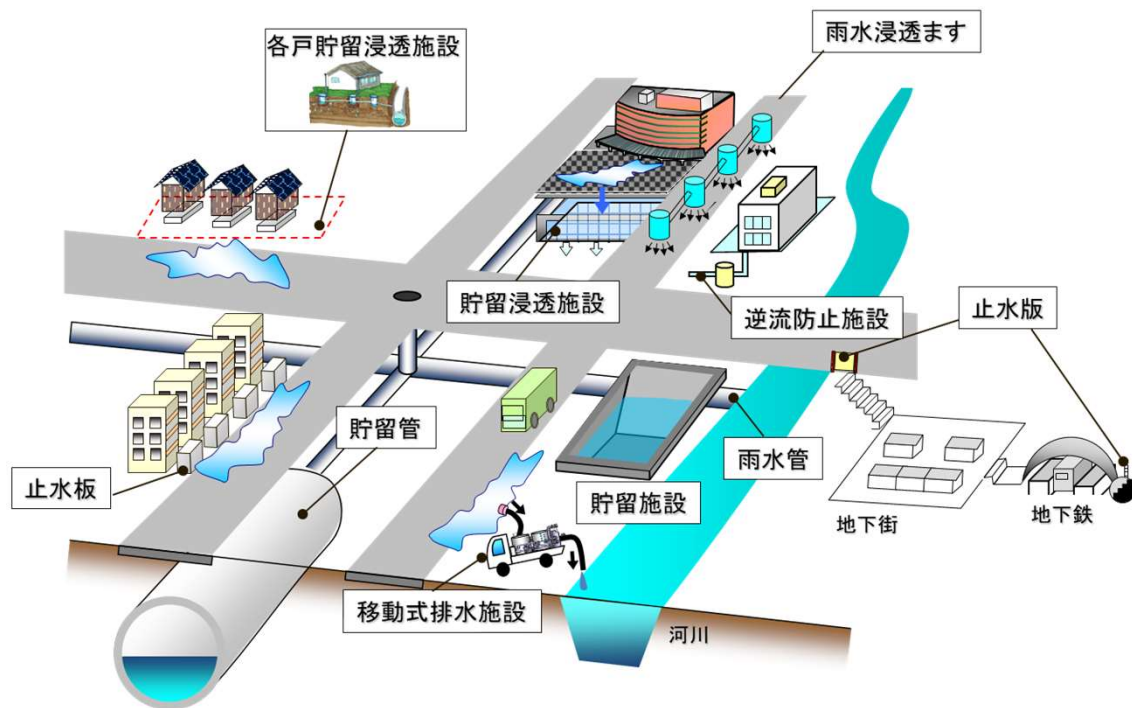 雨水浸透ます
各戸貯留浸透施設
貯留浸透施設
逆流防止施設
止水版
貯留管
雨水管
止水板
貯留施設
地下街
地下鉄
移動式排水施設
河川